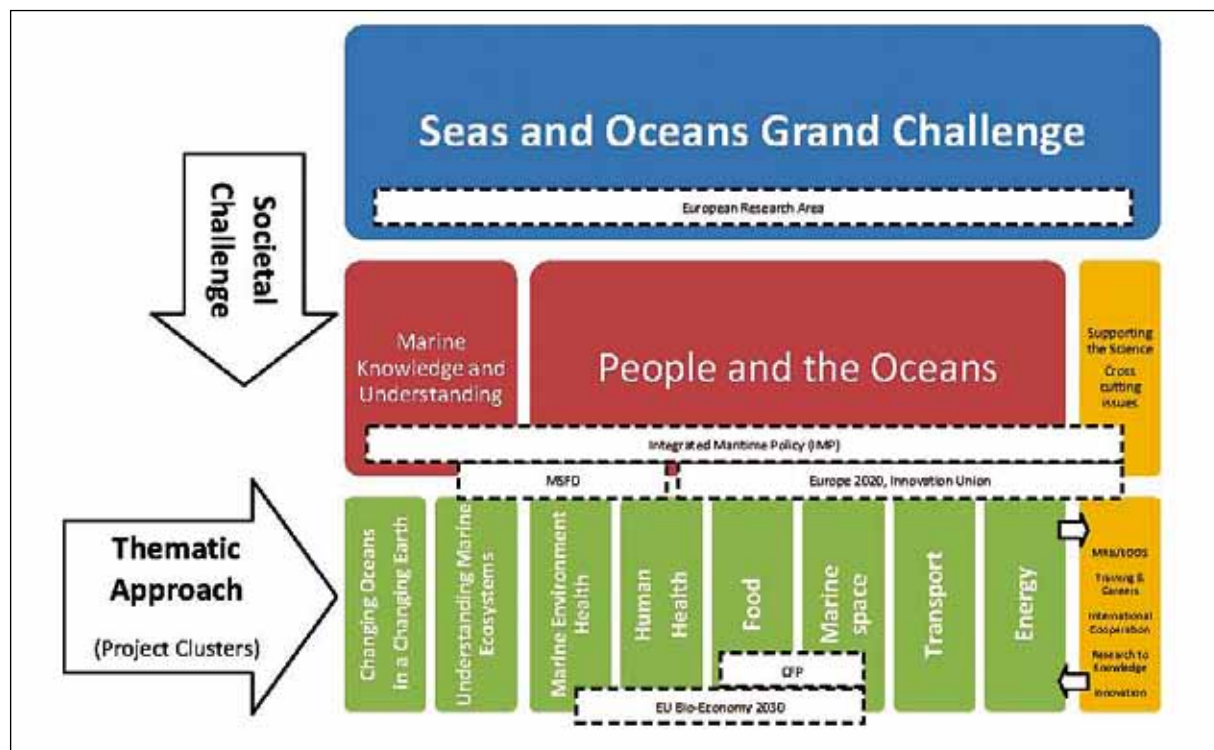 Seas and Oceans Grand Challenge
European Research Area
Societal
Challenge
Marine
Knowledge and
Understanding
People and the Oceans
Supporting
the Science
Cross
cutting
issues
Integrated Maritime Policy (IMP)
MSFD
Europe 2020, Innovation Union
Thematic
Approach
(Project Clusters)
Changing Oceans
in a Changing Earth
Understanding Marine
Ecosystems
Marine Environment
Health
Human
Health
Food
Marine
space
Transport
Energy
CFP
EU Bio-Economy 2030
Training &
Careers
International
Cooperation
Research to
Knowledge
Innovation